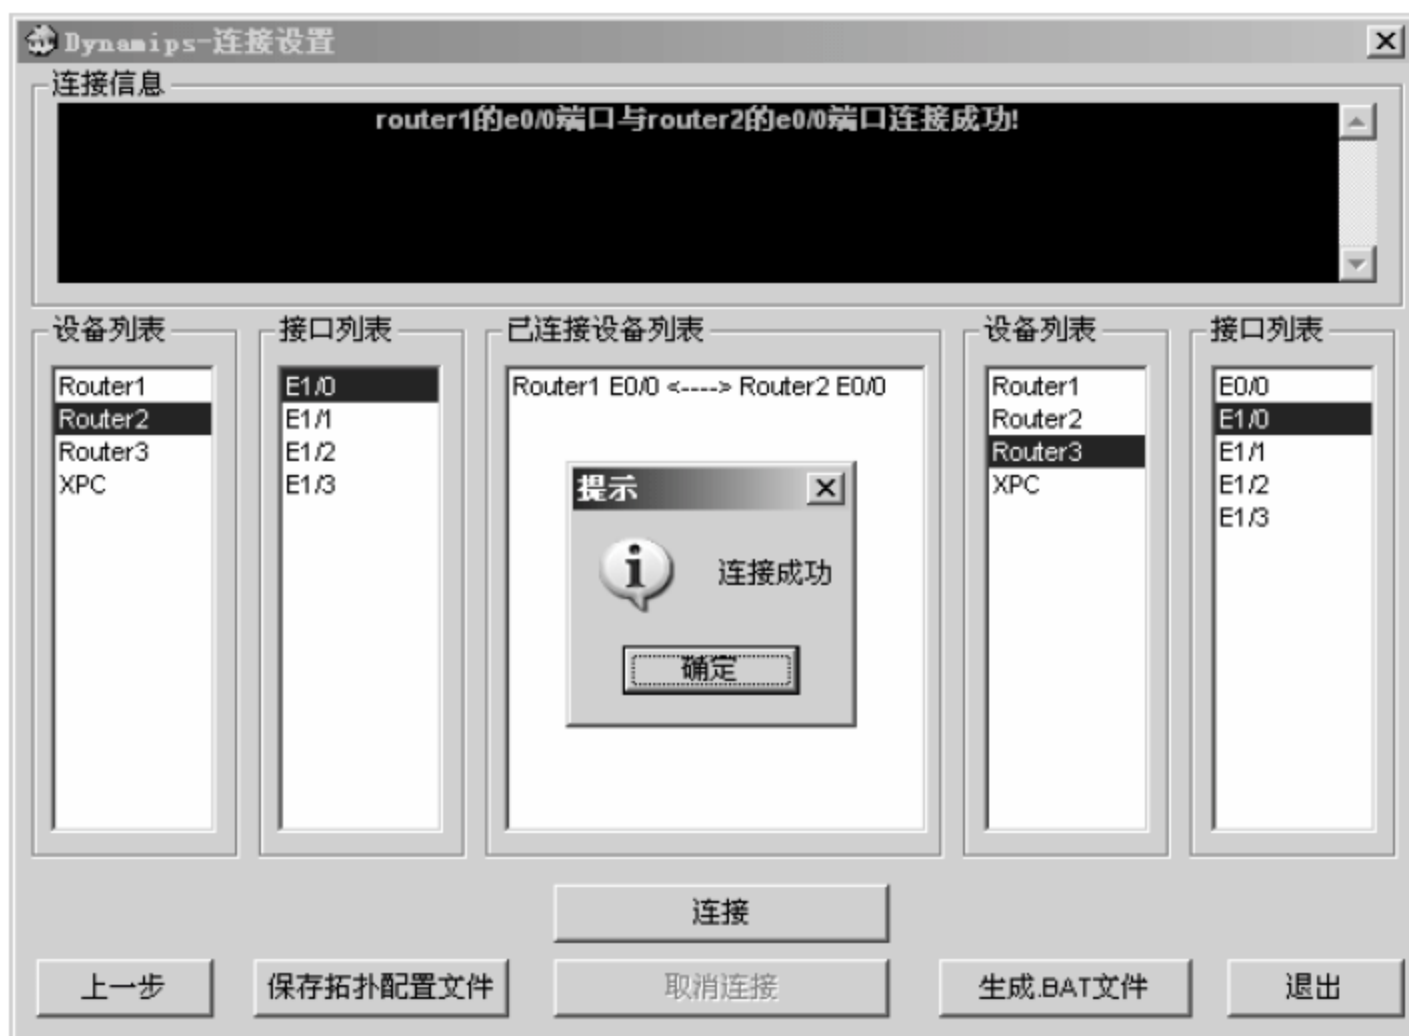 Dynamips-连接设置
连接信息
router1的e0/0端口与router2的e0/0端口连接成功!
设备列表
Router1
Router2
Router3
XPC
接口列表
E1/0
E1/1
E1/2
E1/3
已连接设备列表
Router1 E0/0 <----> Router2 E0/0
提示
连接成功
确定
设备列表
Router1
Router2
Router3
XPC
接口列表
E0/0
E1/0
E1/1
E1/2
E1/3
连接
上一步
保存拓扑配置文件
取消连接
生成.BAT文件
退出